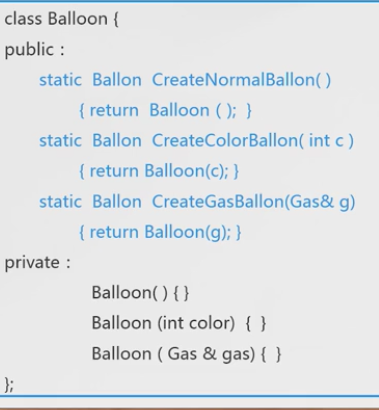 class Balloon {
public :
static Ballon CreateNormalBallon( )
{ return Balloon ( ); }
static Ballon CreateColorBallon( int c )
{ return Balloon(c); }
static Ballon CreateGasBallon(Gas& g)
{ return Balloon(g); }
private :
Balloon( ) { }
Balloon (int color) { }
Balloon ( Gas & gas) { }
};